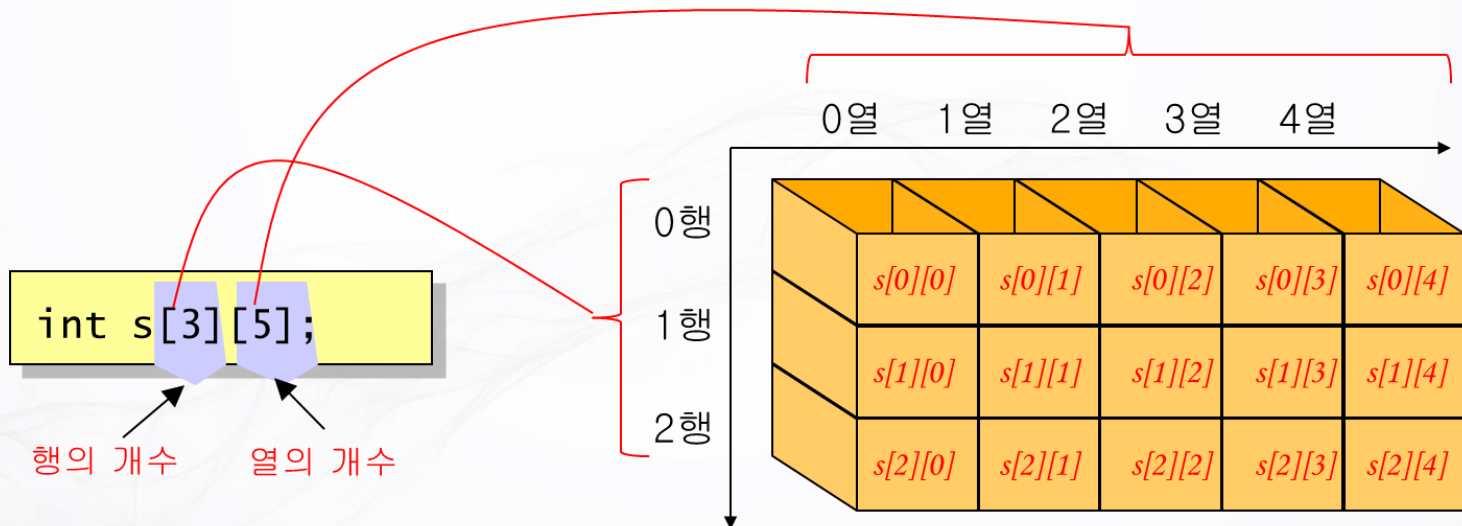 0열 1열 2열 3열 4열
0행
1행
2행
int s[3][5];
행의 개수 열의 개수
s[0][0] s[0][1] s[0][2] s[0][3] s[0][4]
s[1][0] s[1][1] s[1][2] s[1][3] s[1][4]
s[2][0] s[2][1] s[2][2] s[2][3] s[2][4]